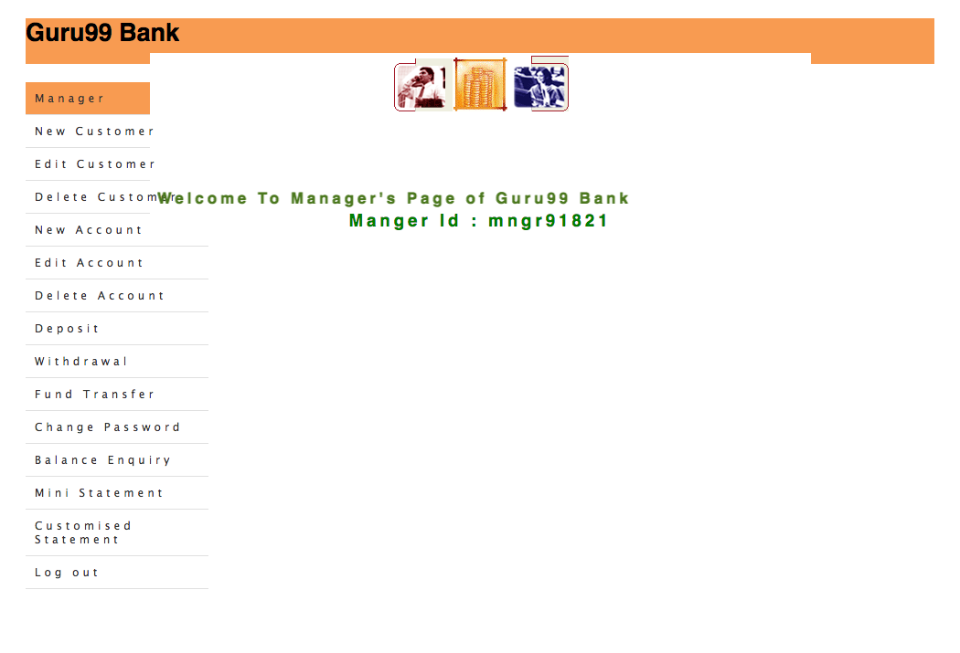 Guru99 Bank
Manager
New Customer
Edit Customer
Delete Customer
Welcome To Manager's Page of Guru99 Bank
Manger Id : mngr91821
New Account
Edit Account
Delete Account
Deposit
Withdrawal
Fund Transfer
Change Password
Balance Enquiry
Mini Statement
Customised
Statement
Log out